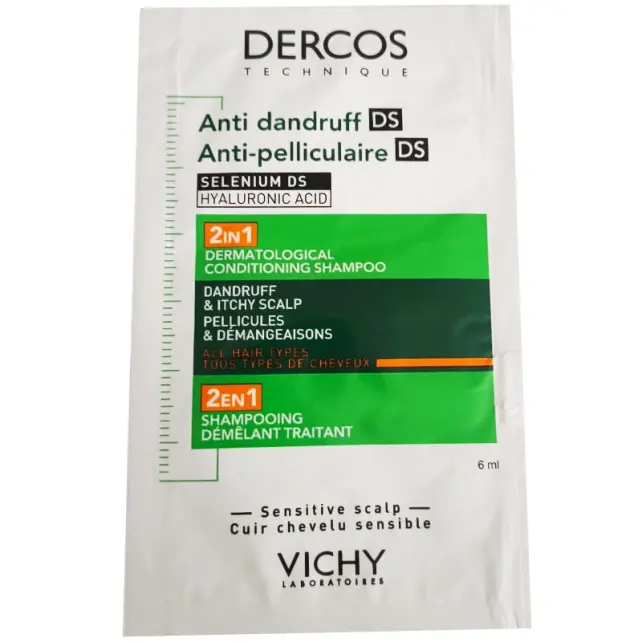 DERCOS
TECHNIQUE
Anti dandruff DS
Anti-pelliculaire DS
SELENIUM DS
HYALURONIC ACID
2IN1
DERMATOLOGICAL
CONDITIONING SHAMPOO
DANDRUFF
& ITCHY SCALP
PELLICULES
& DÉMANGEAISONS
ALL HAIR TYPES
TOUS TYPES DE CHEVEUX
2EN1
SHAMPOOING
DÉMÊLANT TRAITANT
6 ml
Sensitive scalp
Cuir chevelu sensible
VICHY
LABORATOIRES